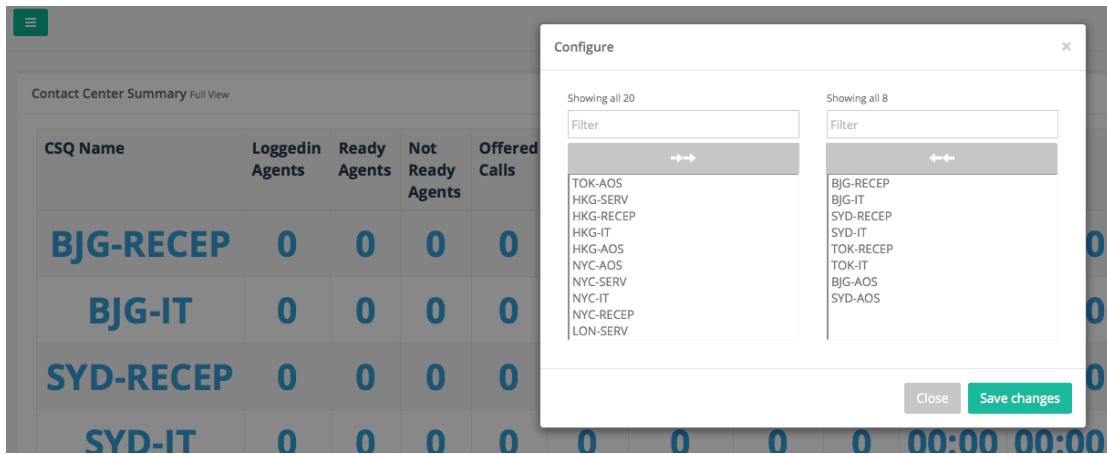 Configure ×
Contact Center Summary Full View
Showing all 20
Filter
TOK-AOS
HKG-SERV
HKG-RECEP
HKG-IT
HKG-AOS
NYC-AOS
NYC-SERV
NYC-IT
NYC-RECEP
LON-SERV
Showing all 8
Filter
BJG-RECEP
BJG-IT
SYD-RECEP
SYD-IT
TOK-RECEP
TOK-IT
BJG-AOS
SYD-AOS
Close Save changes
CSQ Name Loggedin Agents Ready Agents Not Ready Agents Offered Calls
BJG-RECEP 0 0 0 0 0
BJG-IT 0 0 0 0 0
SYD-RECEP 0 0 0 0 0
SYD-IT 0 0 0 0 0 0 0 0 00:00 00:00